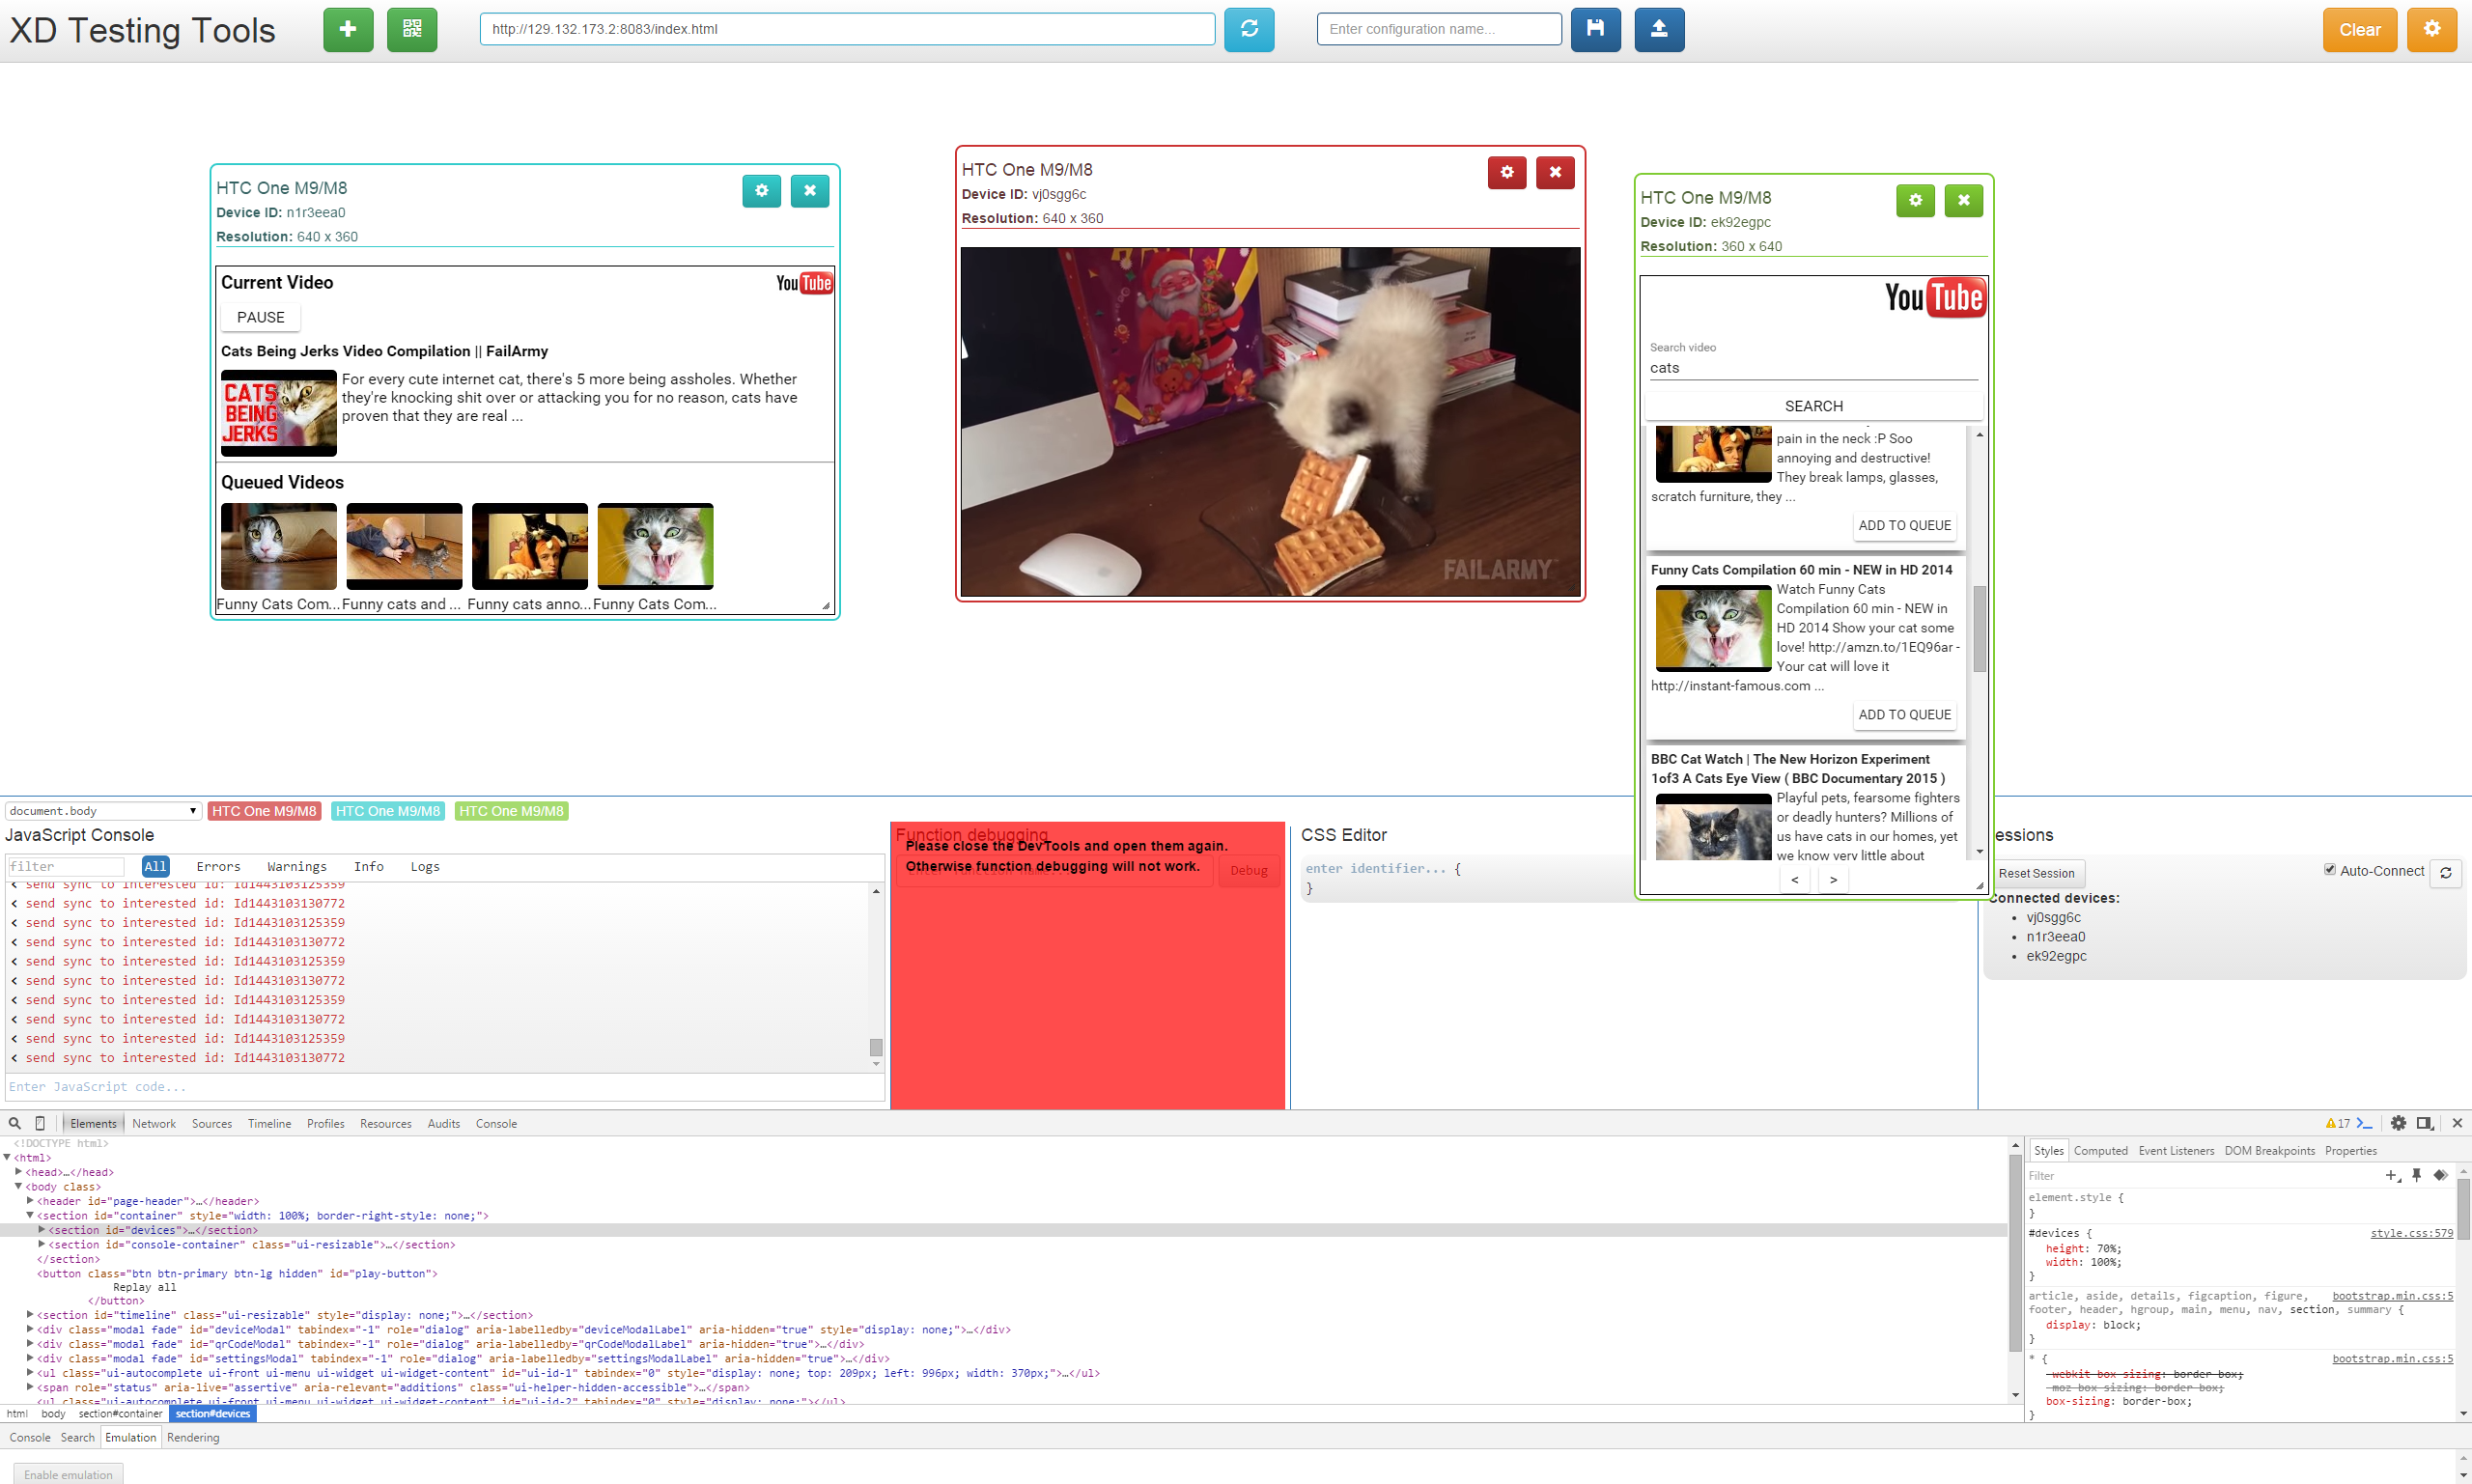 XD Testing Tools
http://129.132.173.2:8083/index.html
Enter configuration name...
Clear
HTC One M9/M8
Device ID: n1r3eea0
Resolution: 640 x 360
Current Video
YouTube
PAUSE
Cats Being Jerks Video Compilation || FailArmy
CATS
BEING
JERKS
For every cute internet cat, there's 5 more being assholes. Whether
they're knocking shit over or attacking you for no reason, cats have
proven that they are real ...
Queued Videos
Funny Cats Com... Funny cats and ... Funny cats anno... Funny Cats Com...
HTC One M9/M8
Device ID: vj0sgg6c
Resolution: 640 x 360
FAILARMY
HTC One M9/M8
Device ID: ek92egpc
Resolution: 360 x 640
YouTube
Search video
cats
SEARCH
pain in the neck :P Soo
annoying and destructive!
They break lamps, glasses,
scratch furniture, they ...
ADD TO QUEUE
Funny Cats Compilation 60 min - NEW in HD 2014
Watch Funny Cats
Compilation 60 min - NEW in
HD 2014 Show your cat some
love! http://amzn.to/1EQ96ar -
Your cat will love it
http://instant-famous.com ...
ADD TO QUEUE
BBC Cat Watch | The New Horizon Experiment
1of3 A Cats Eye View ( BBC Documentary 2015 )
Playful pets, fearsome fighters
or deadly hunters? Millions of
us have cats in our homes, yet
we know very little about
< >
document.body HTC One M9/M8 HTC One M9/M8 HTC One M9/M8
JavaScript Console
filter All Errors Warnings Info Logs
< send sync to interested id: Id1443103125359
< send sync to interested id: Id1443103130772
< send sync to interested id: Id1443103125359
< send sync to interested id: Id1443103130772
< send sync to interested id: Id1443103125359
< send sync to interested id: Id1443103130772
< send sync to interested id: Id1443103125359
< send sync to interested id: Id1443103130772
< send sync to interested id: Id1443103125359
< send sync to interested id: Id1443103130772
Enter JavaScript code...
Function debugging
Please close the DevTools and open them again.
Otherwise function debugging will not work.
Debug
CSS Editor
enter identifier... {
}
essions
Reset Session
Auto-Connect
Connected devices:
vj0sgg6c
n1r3eea0
ek92egpc
Elements Network Sources Timeline Profiles Resources Audits Console
17
<!DOCTYPE html>
<html>
<head>…</head>
<body class>
<header id="page-header">…</header>
<section id="container" style="width: 100%; border-right-style: none;">
<section id="devices">…</section>
<section id="console-container" class="ui-resizable">…</section>
</section>
<button class="btn btn-primary btn-lg hidden" id="play-button">
Replay all
</button>
<section id="timeline" class="ui-resizable" style="display: none;">…</section>
<div class="modal fade" id="deviceModal" tabindex="-1" role="dialog" aria-labelledby="deviceModalLabel" aria-hidden="true" style="display: none;">…</div>
<div class="modal fade" id="qrCodeModal" tabindex="-1" role="dialog" aria-labelledby="qrCodeModalLabel" aria-hidden="true">…</div>
<div class="modal fade" id="settingsModal" tabindex="-1" role="dialog" aria-labelledby="settingsModalLabel" aria-hidden="true">…</div>
<ul class="ui-autocomplete ui-front ui-menu ui-widget ui-widget-content" id="ui-id-1" tabindex="0" style="display: none; top: 209px; left: 996px; width: 370px;">…</ul>
<span role="status" aria-live="assertive" aria-relevant="additions" class="ui-helper-hidden-accessible">…</span>
<ul class="ui-autocomplete ui-front ui-menu ui-widget ui-widget-content" id="ui-id-2" tabindex="0" style="display: none;">…</ul>
html body section#container section#devices
Console Search Emulation Rendering
Enable emulation
Styles Computed Event Listeners DOM Breakpoints Properties
Filter
element.style {
}
#devices { style.css:579
height: 70%;
width: 100%;
}
article, aside, details, figcaption, figure, bootstrap.min.css:5
footer, header, hgroup, main, menu, nav, section, summary {
display: block;
}
* { bootstrap.min.css:5
-webkit-box-sizing: border-box;
-moz-box-sizing: border-box;
box-sizing: border-box;
}